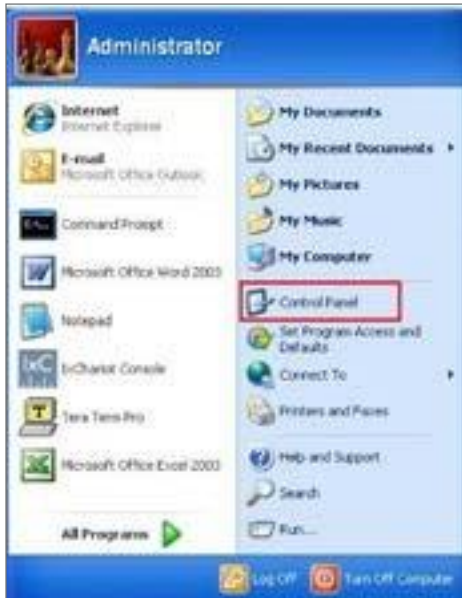 Administrator
Internet
Internet Explorer
E-mail
Microsoft Office Outlook
Command Prompt
Microsoft Office Word 2003
Notepad
IxChariot Console
Tera Term Pro
Microsoft Office Excel 2003
All Programs
My Documents
My Recent Documents
My Pictures
My Music
My Computer
Control Panel
Set Program Access and
Defaults
Connect To
Printers and Faxes
Help and Support
Search
Run...
Log Off
Turn Off Computer